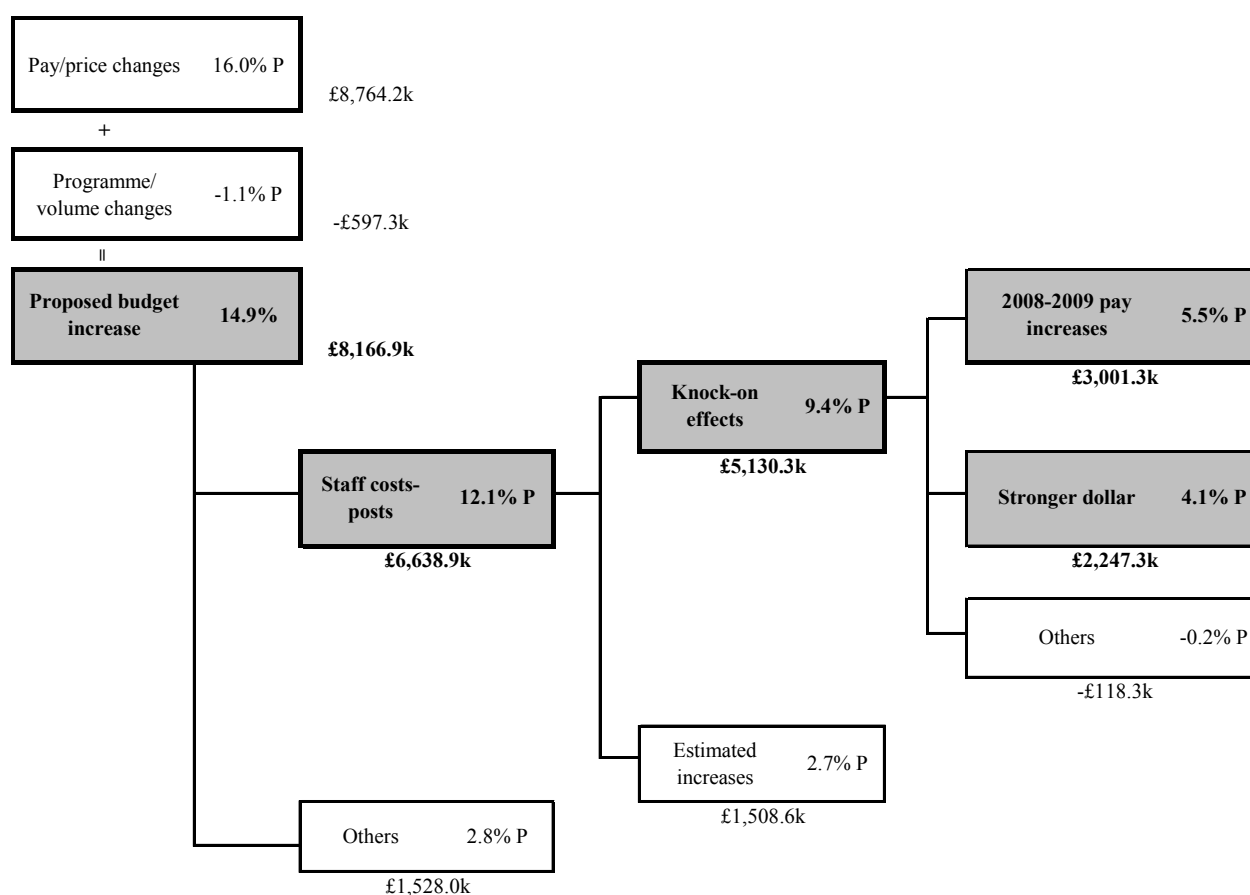 Pay/price changes 16.0% P
£8,764.2k
+
Programme/
volume changes -1.1% P
-£597.3k
=
Proposed budget
increase 14.9%
£8,166.9k
Staff costs-
posts 12.1% P
£6,638.9k
Others 2.8% P
£1,528.0k
Knock-on
effects 9.4% P
£5,130.3k
Estimated
increases 2.7% P
£1,508.6k
2008-2009 pay
increases 5.5% P
£3,001.3k
Stronger dollar 4.1% P
£2,247.3k
Others -0.2% P
-£118.3k